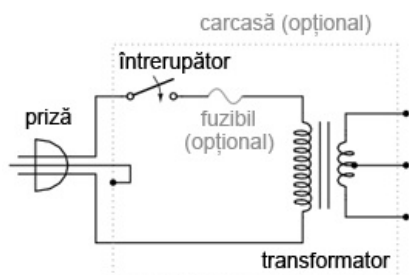 carcasă (opțional)
întrerupător
priză
fuzibil
(opțional)
transformator